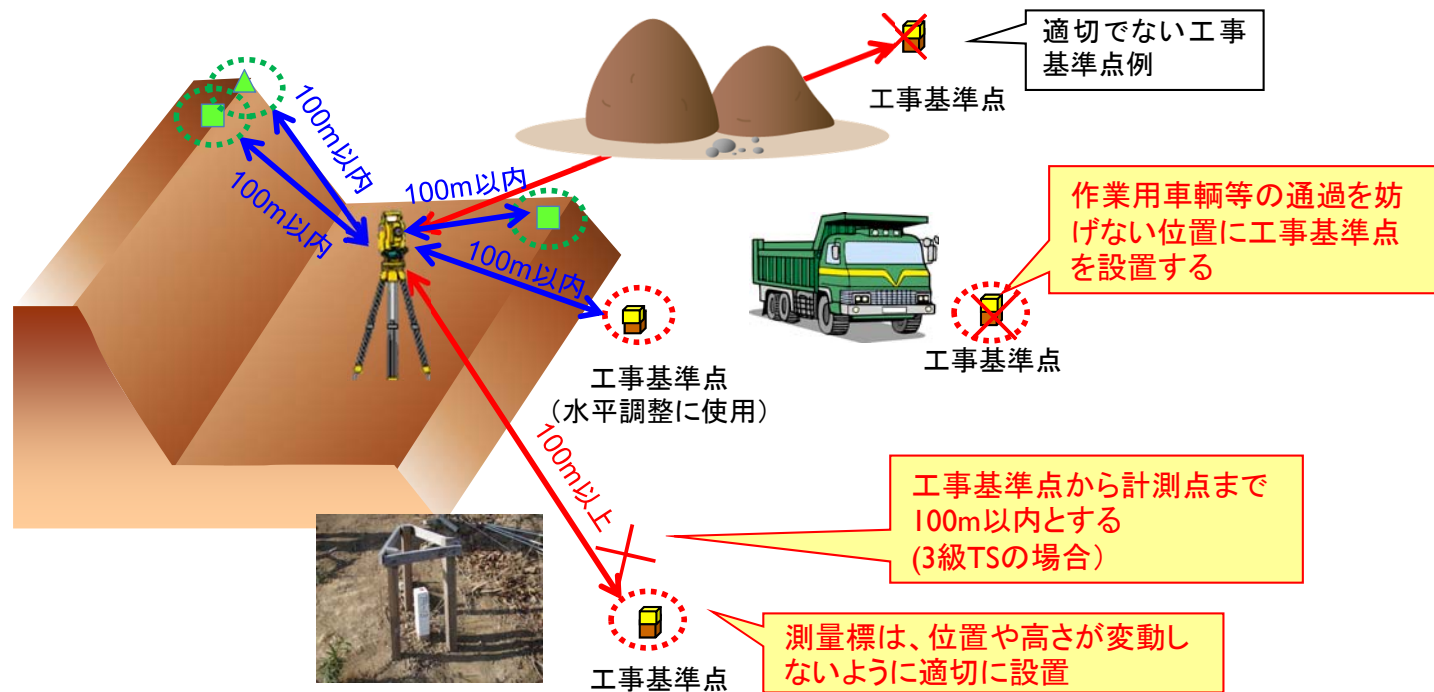 適切でない工事
基準点例
工事基準点
100m以内
100m以内
100m以内
100m以内
作業用車輌等の通過を妨
げない位置に工事基準点
を設置する
工事基準点
工事基準点
（水平調整に使用）
100m以上
工事基準点から計測点まで
100m以内とする
(3級TSの場合）
測量標は、位置や高さが変動し
ないように適切に設置
工事基準点